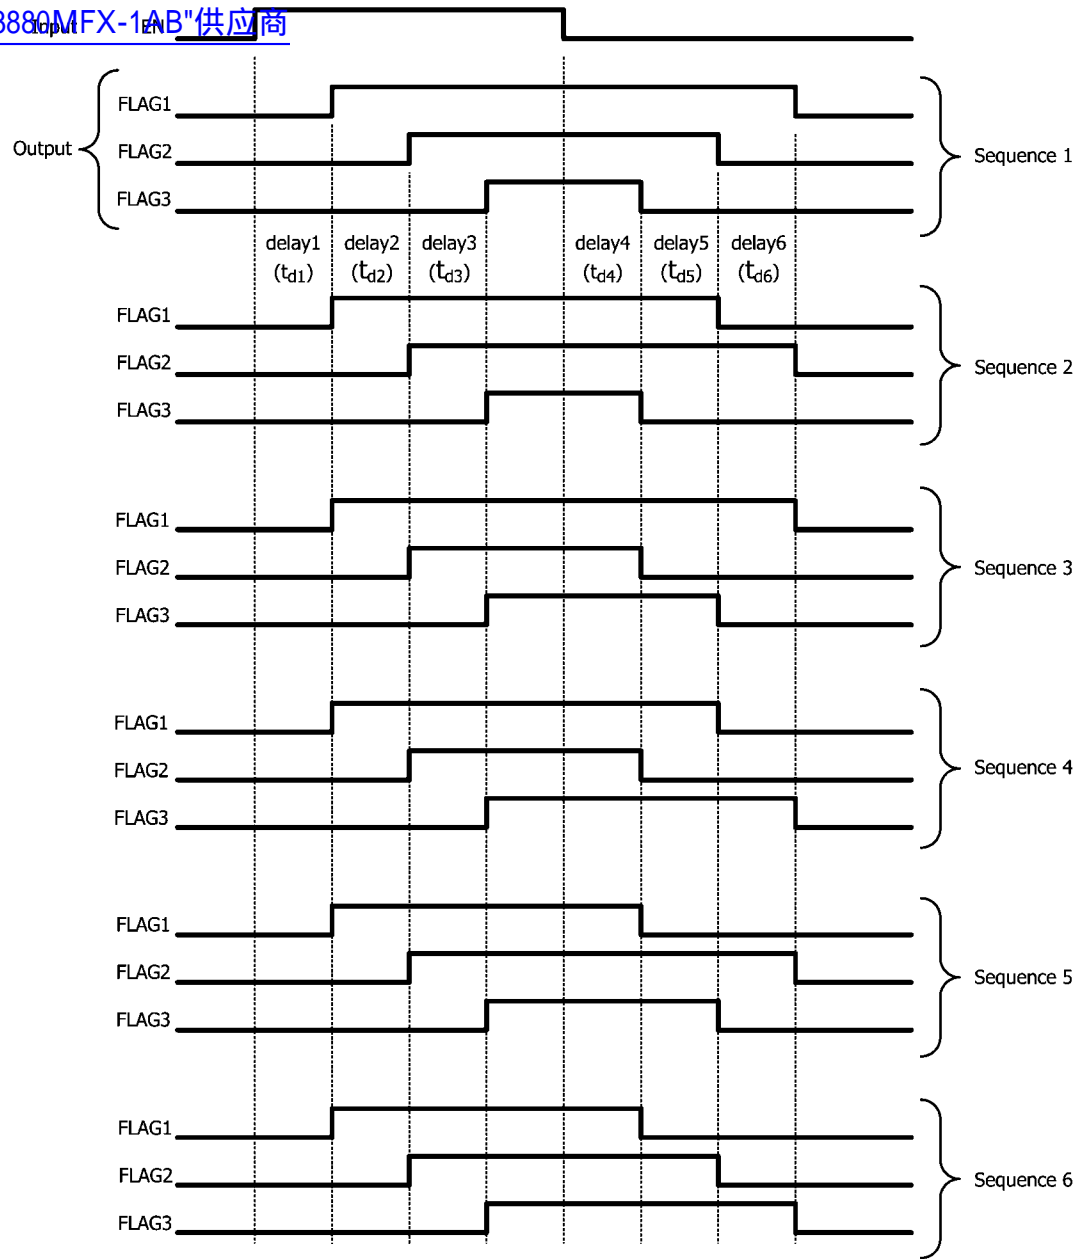 8880MFX-1AB"供应商
Input EN
FLAG1
Output
FLAG2
FLAG3
Sequence 1
delay1 delay2 delay3 delay4 delay5 delay6
(td1) (td2) (td3) (td4) (td5) (td6)
FLAG1
FLAG2
FLAG3
Sequence 2
FLAG1
FLAG2
FLAG3
Sequence 3
FLAG1
FLAG2
FLAG3
Sequence 4
FLAG1
FLAG2
FLAG3
Sequence 5
FLAG1
FLAG2
FLAG3
Sequence 6